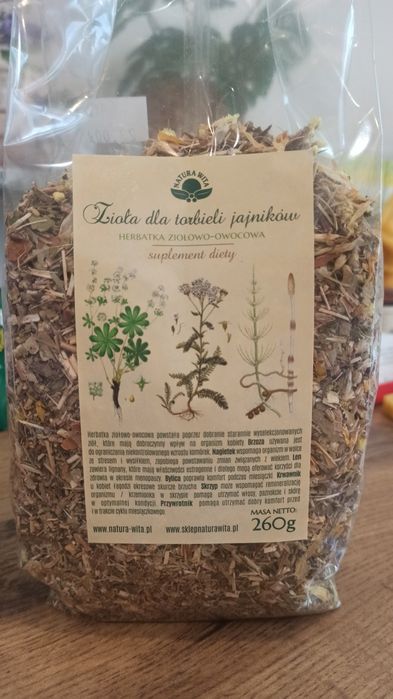 NATURA WITA
Zioła dla torbieli jajników
HERBATKA ZIOŁOWO-OWOCOWA
suplement diety
Herbatka ziołowo-owocowa powstała poprzez dobranie starannie wyselekcjonowanych
ziół, które mają dobroczynny wpływ na organizm kobiety Brzoza używana jest
do ograniczenia niekontrolowanego wzrostu komórek. Nagietek wspomaga organizm w walce
ze stresem i wysiłkiem, zapobiega powstawaniu zmian związanych z wiekiem. Len
zawiera lignany, które mają właściwości estrogenne i dlatego mogą oferować korzyści dla
zdrowia w okresie menopauzy. Bylica poprawia komfort podczas miesiączki. Krwawnik
u kobiet łagodzi okresowe skurcze brzucha. Skrzyp może wspomagać remineralizację
organizmu / krzemionka w skrzypie pomaga utrzymać włosy, paznokcie i skórę
w optymalnej kondycji. Przywrotnik pomaga utrzymać dobry komfort przed
i w trakcie cyklu miesiączkowego
MASA NETTO:
www.natura-wita.pl www.sklepnaturawita.pl 260g